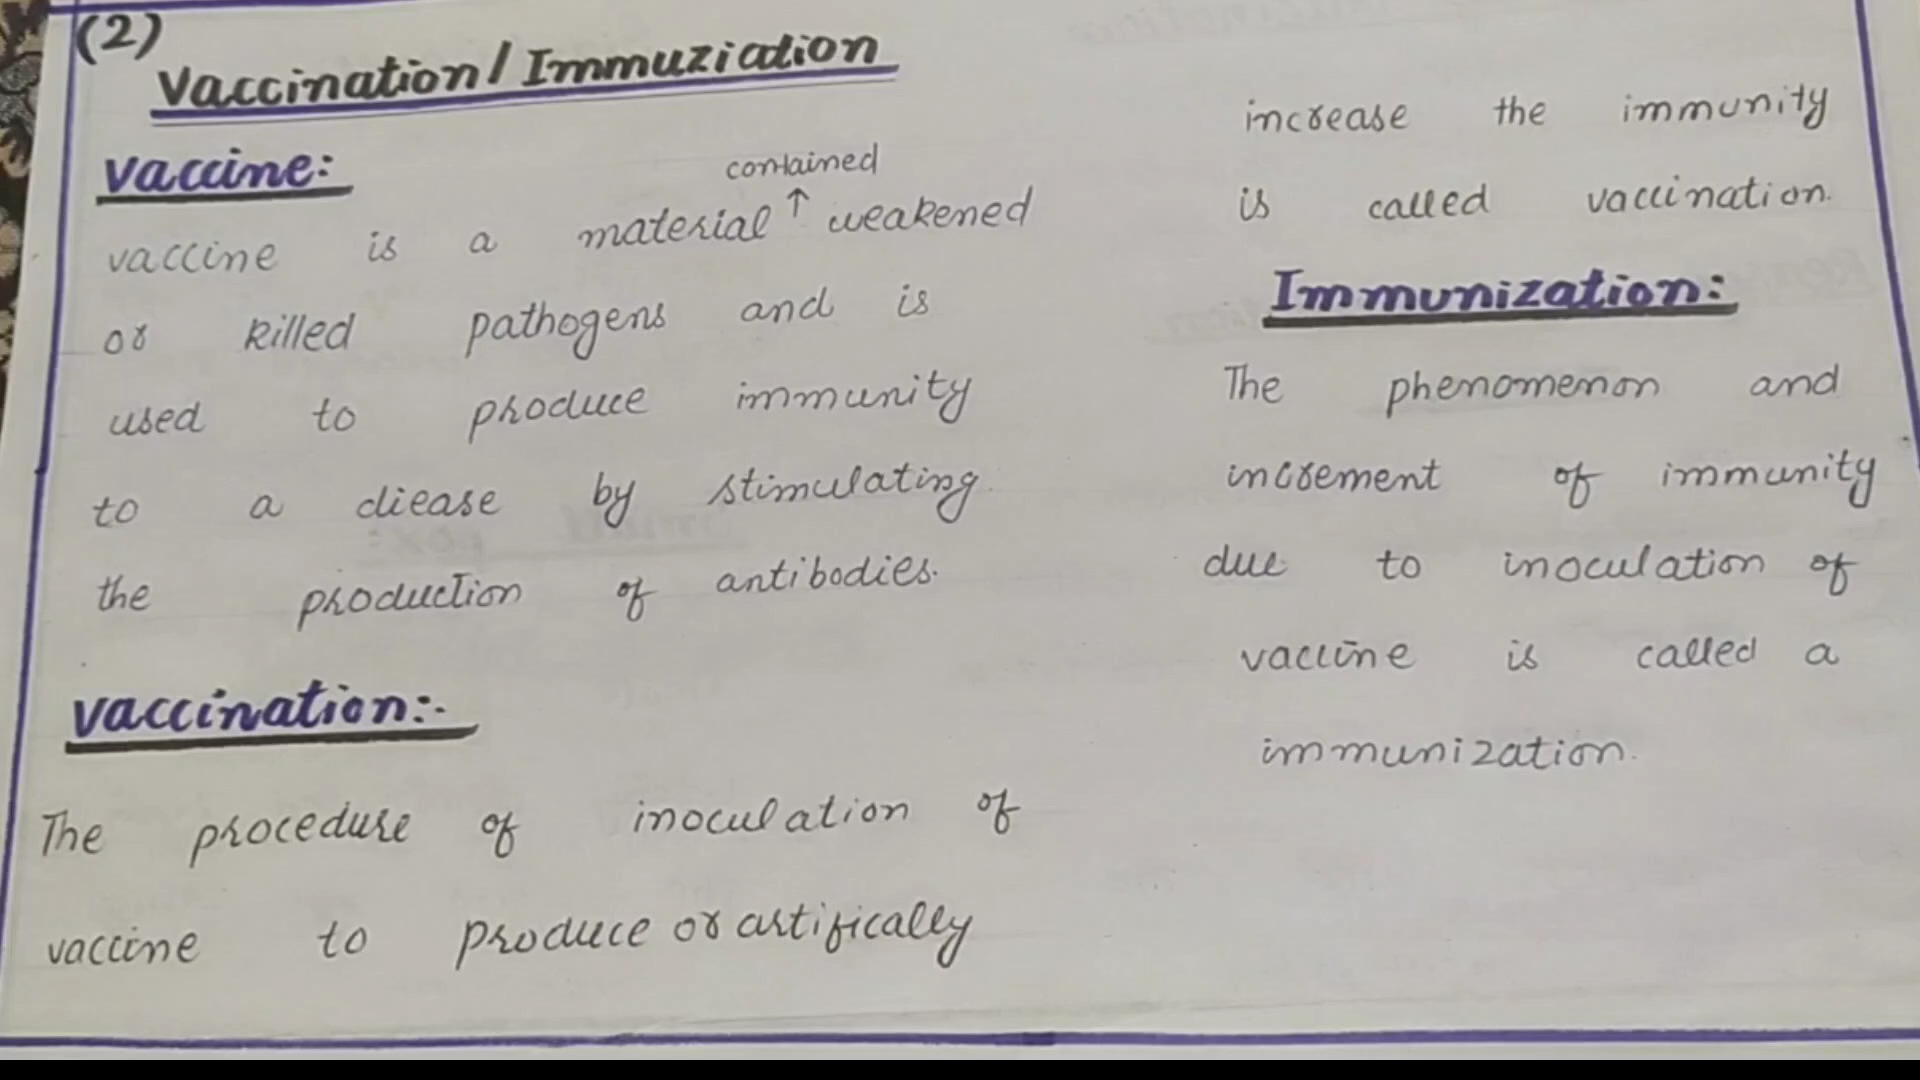 (2)
Vaccination/Immuziation
vaccine:
contained
vaccine is a material ↑ weakened
or killed pathogens and is
used to produce immunity
to a diease by stimulating
the production of antibodies.
vaccination:-
The procedure of inoculation of
vaccine to produce or artifically
increase the immunity
is called vaccination.
Immunization:
The phenomenon and
increment of immunity
due to inoculation of
vaccine is called a
immunization.